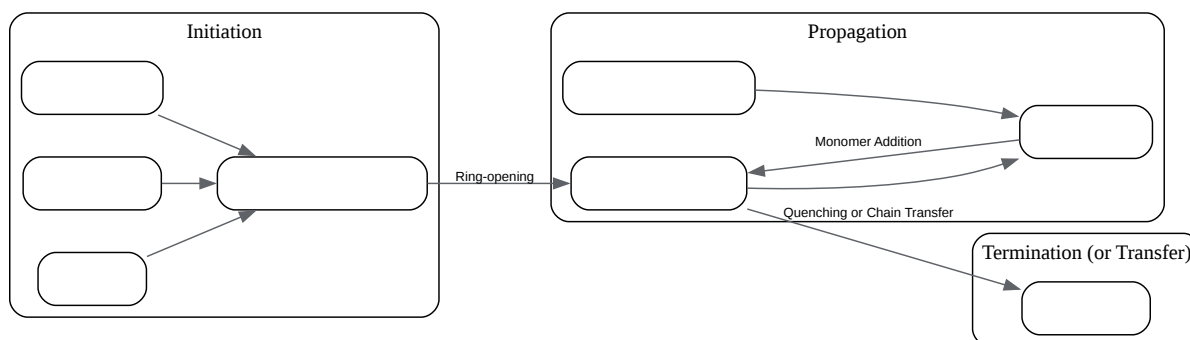 Initiation
Propagation
Monomer Addition
Ring-opening
Quenching or Chain Transfer
Termination (or Transfer)